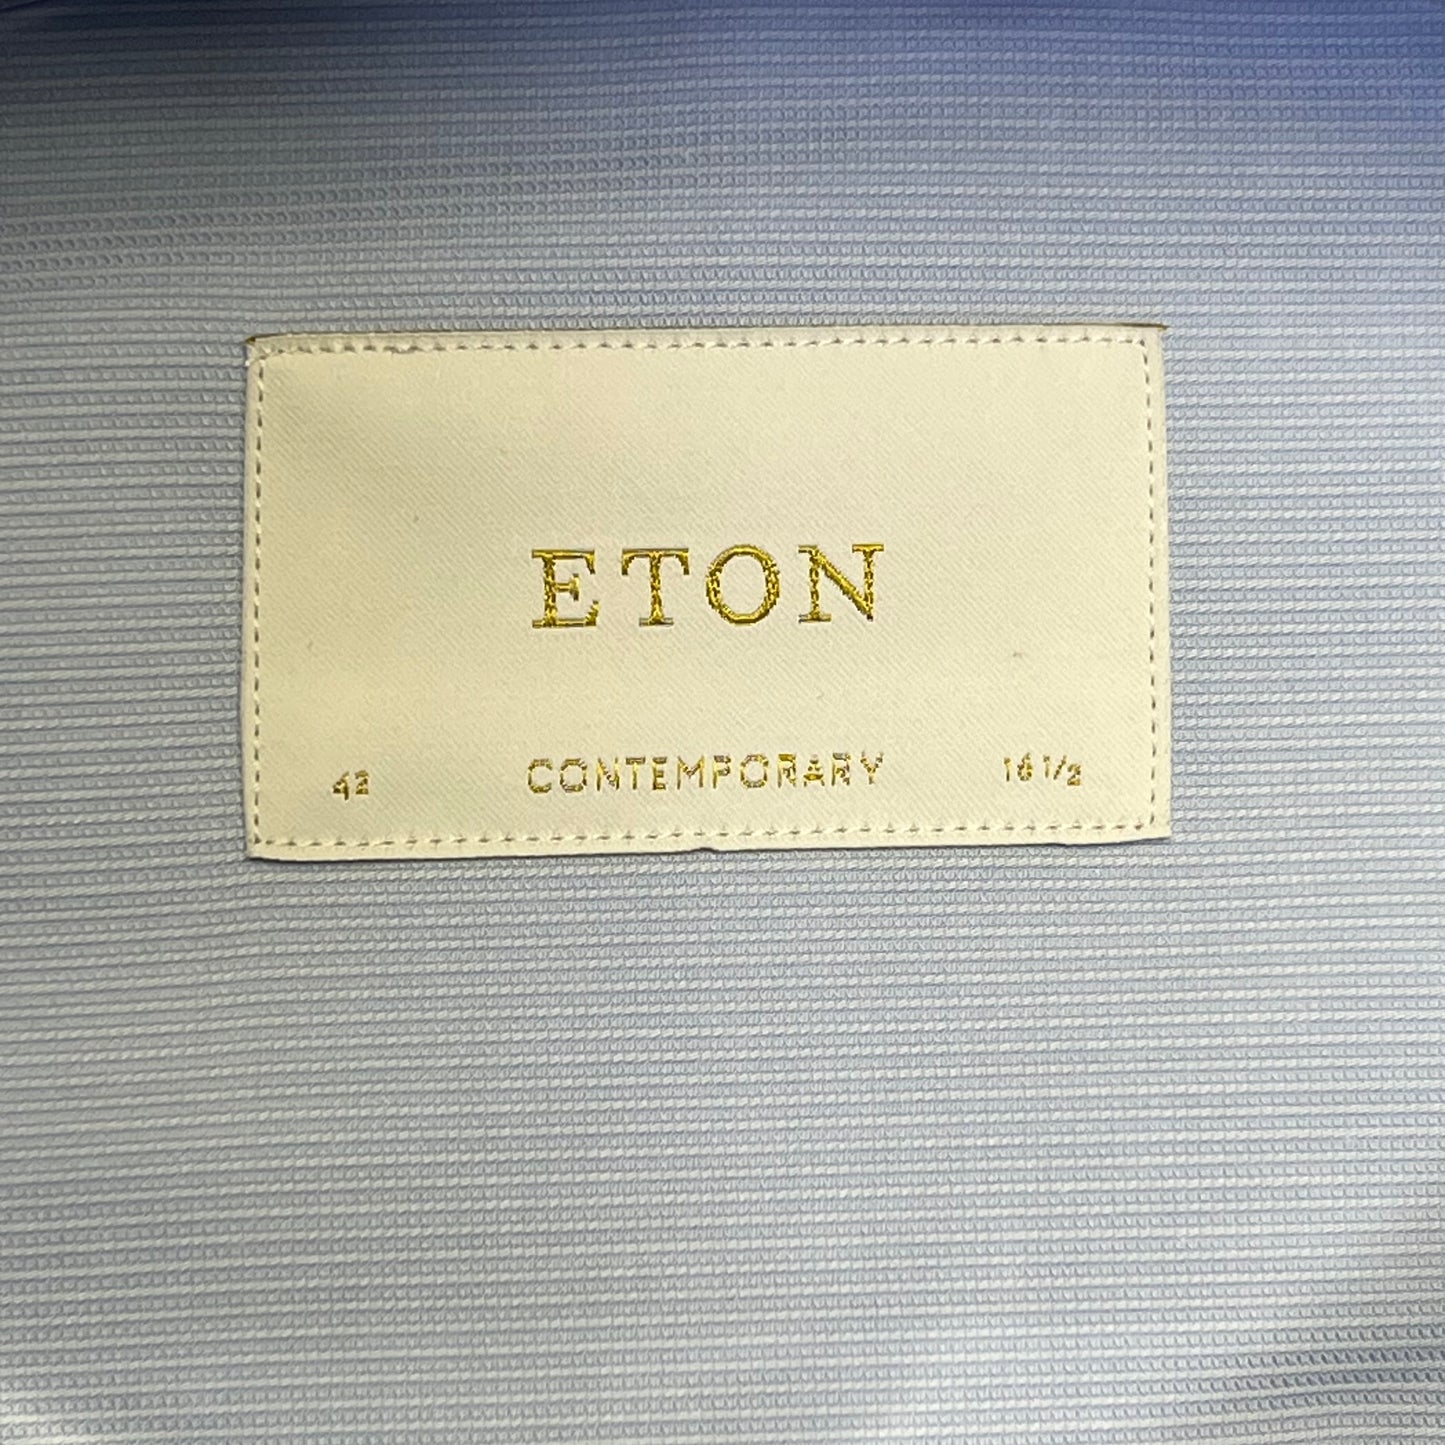 ETON
42 CONTEMPORARY 16 1/2